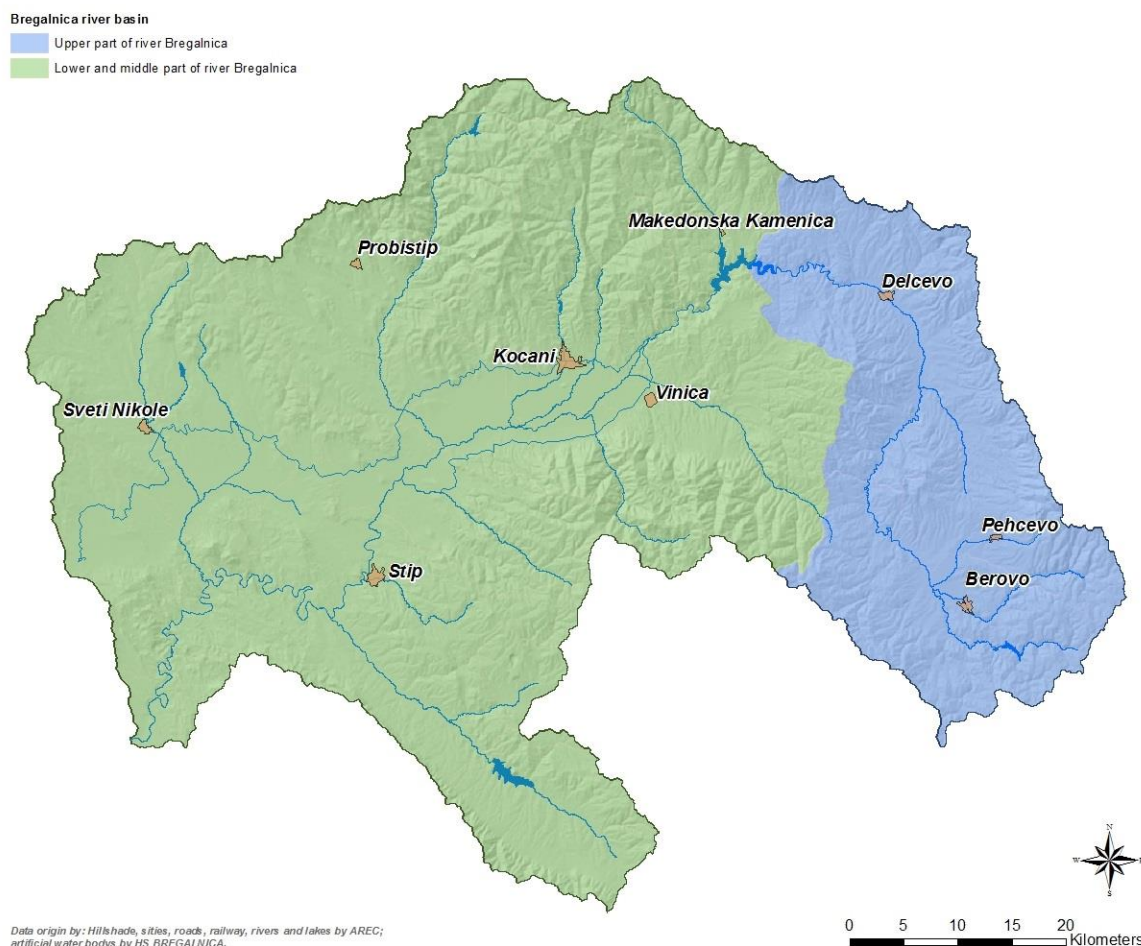 Bregalnica river basin
Upper part of river Bregalnica
Lower and middle part of river Bregalnica
Makedonska Kamenica
Probistip
Delcevo
Kocani
Vinica
Sveti Nikole
Pehcevo
Stip
Berovo
N
W
S
0 5 10 15 20
Kilometers
Data origin by: Hillshade, sities, roads, railway, rivers and lakes by AREC;
artificial water bodys by HS BREGALNICA.